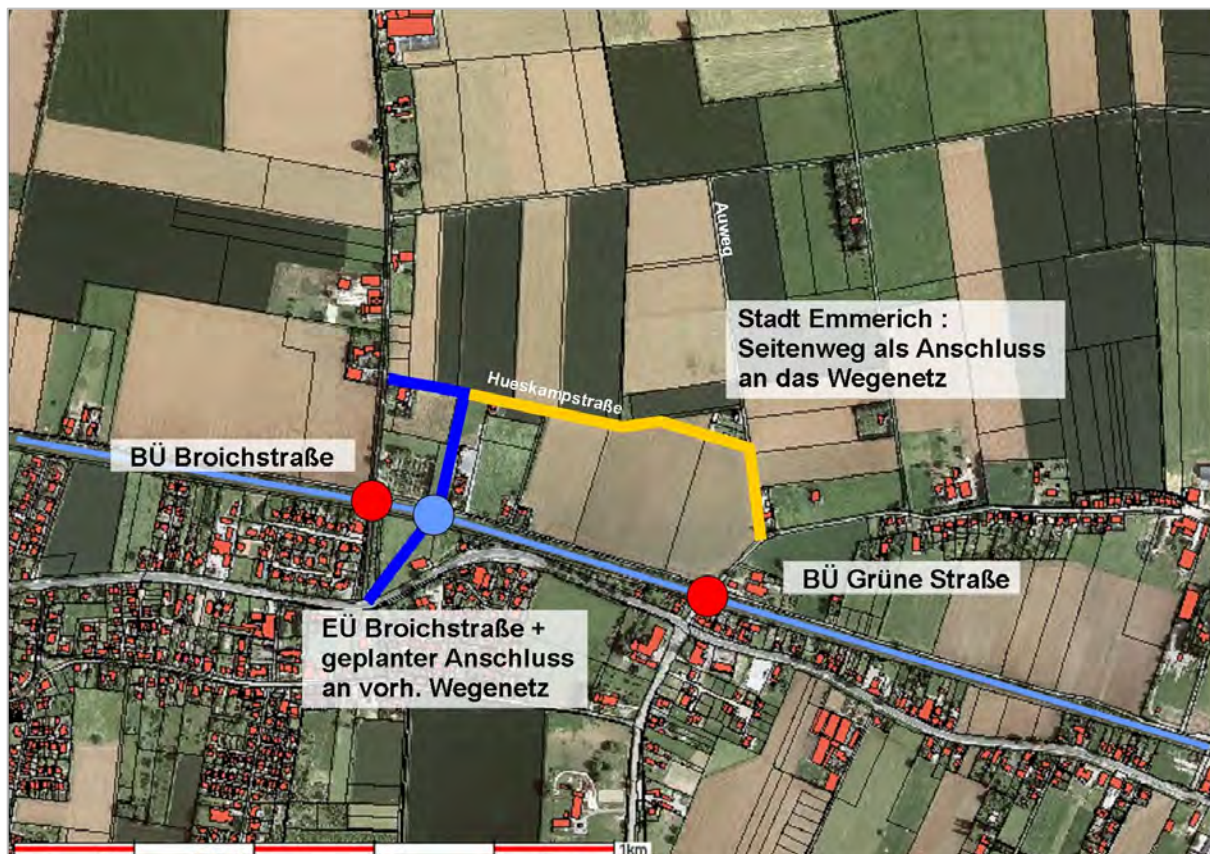 Auweg
Stadt Emmerich :
Seitenweg als Anschluss
an das Wegenetz
Hueskampstraße
BÜ Broichstraße
BÜ Grüne Straße
EÜ Broichstraße +
geplanter Anschluss
an vorh. Wegenetz
1km